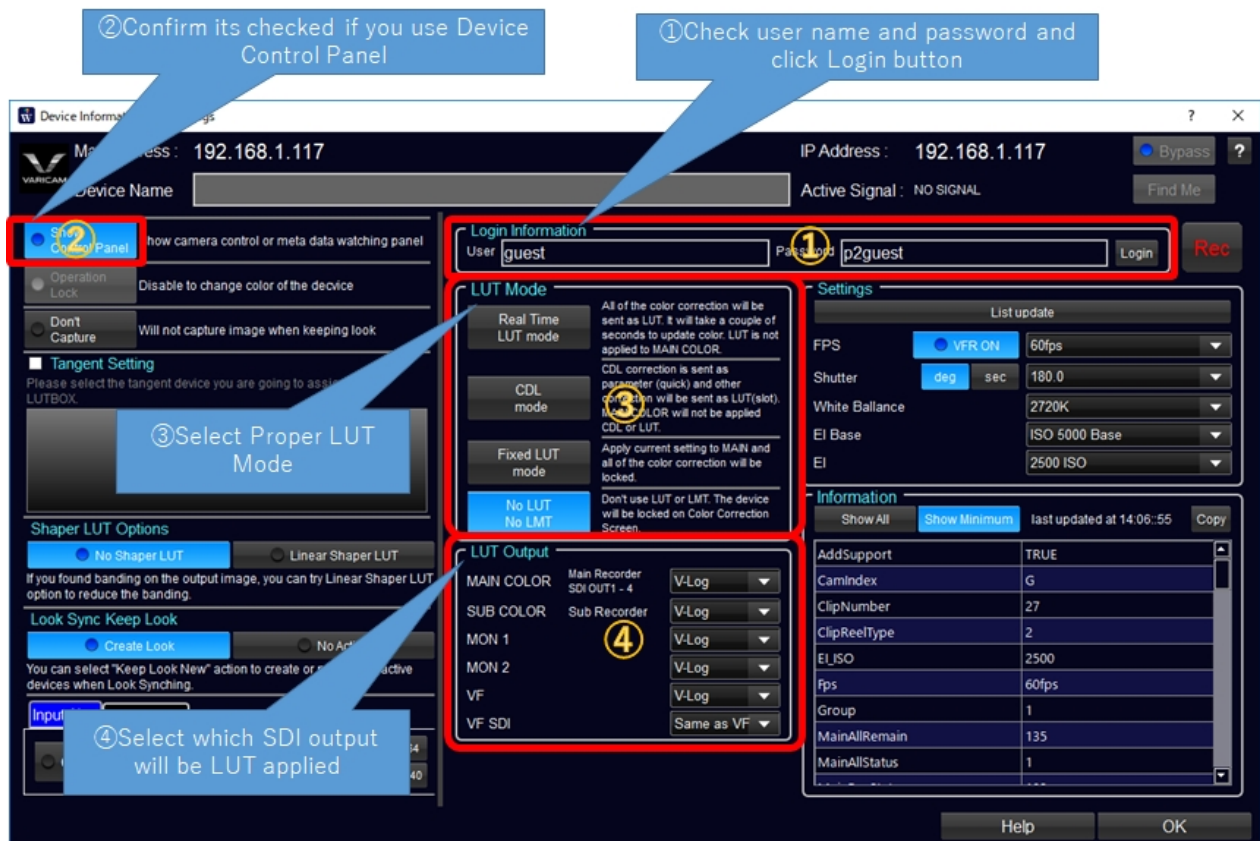 ②Confirm its checked if you use Device
Control Panel
①Check user name and password and
click Login button
Device Informat
gs
? X
VARICAM
Ma
ess : 192.168.1.117
IP Address : 192.168.1.117
Bypass
?
Device Name
Active Signal : NO SIGNAL
Find Me
Show
Control Panel
②
how camera control or meta data watching panel
Operation
Lock
Disable to change color of the decvice
Don't
Capture
Will not capture image when keeping look
Tangent Setting
Please select the tangent device you are going to assi
LUTBOX.
③Select Proper LUT
Mode
Shaper LUT Options
No Shaper LUT
Linear Shaper LUT
If you found banding on the output image, you can try Linear Shaper LUT
option to reduce the banding.
Look Sync Keep Look
Create Look
No Act
You can select "Keep Look New" action to create or
active
devices when Look Synching.
Input
④Select which SDI output
will be LUT applied
64
40
Login Information
User guest
①
Password p2guest
Login
Rec
LUT Mode
Real Time
LUT mode
All of the color correction will be
sent as LUT. It will take a couple of
seconds to update color. LUT is not
applied to MAIN COLOR.
CDL
mode
CDL correction is sent as
parameter (quick) and other
correction will be sent as LUT(slot).
MAIN COLOR will not be applied
CDL or LUT.
③
Fixed LUT
mode
Apply current setting to MAIN and
all of the color correction will be
locked.
No LUT
No LMT
Don't use LUT or LMT. The device
will be locked on Color Correction
Screen.
LUT Output
MAIN COLOR
Main Recorder
SDI OUT1 - 4
V-Log
SUB COLOR Sub Recorder V-Log
MON 1 V-Log
④
MON 2 V-Log
VF V-Log
VF SDI Same as VF
Settings
List update
FPS VFR ON 60fps
Shutter deg sec 180.0
White Ballance 2720K
EI Base ISO 5000 Base
EI 2500 ISO
Information
Show All Show Minimum last updated at 14:06::55 Copy
AddSupport TRUE
CamIndex G
ClipNumber 27
ClipReelType 2
EI_ISO 2500
Fps 60fps
Group 1
MainAllRemain 135
MainAllStatus 1
Help OK